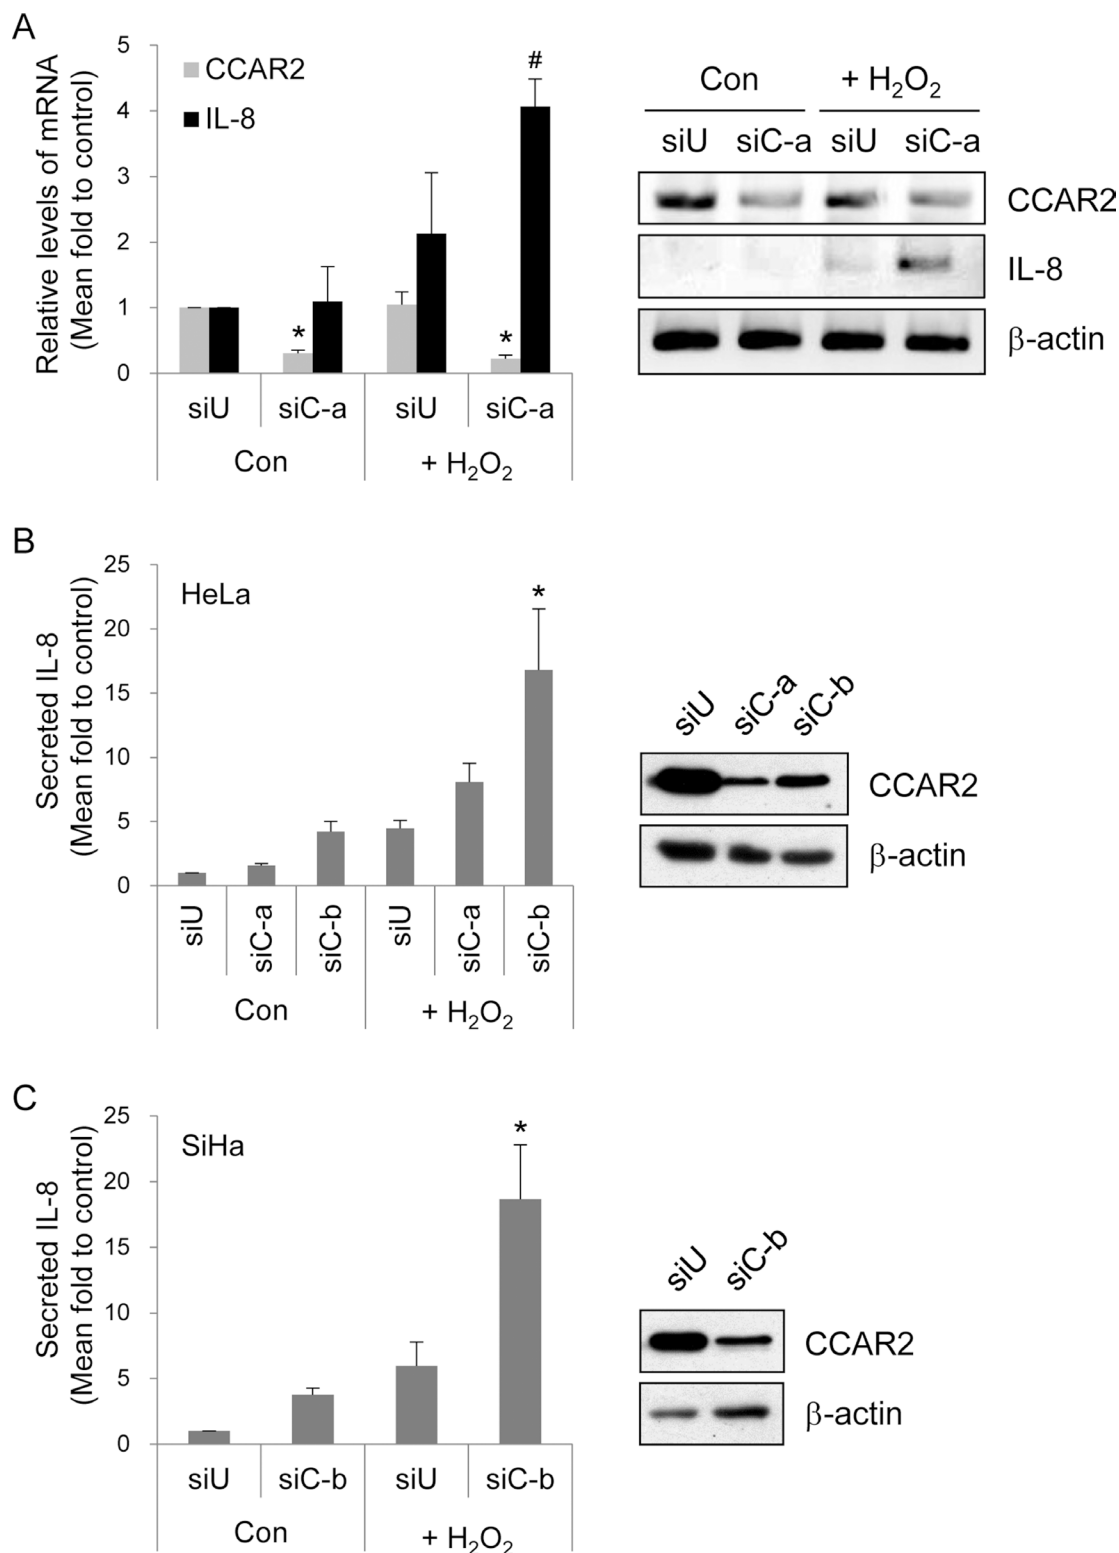 A
Relative levels of mRNA
(Mean fold to control)
5
4
3
2
1
0
CCAR2
IL-8
#
*
*
siU
siC-a
siU
siC-a
Con
+ H₂O₂
Con
+ H₂O₂
siU
siC-a
siU
siC-a
CCAR2
IL-8
β-actin
B
Secreted IL-8
(Mean fold to control)
25
20
15
10
5
0
HeLa
*
siU
siC-a
siC-b
siU
siC-a
siC-b
Con
+ H₂O₂
siU
siC-a
siC-b
CCAR2
β-actin
C
Secreted IL-8
(Mean fold to control)
25
20
15
10
5
0
SiHa
*
siU
siC-b
siU
siC-b
Con
+ H₂O₂
siU
siC-b
CCAR2
β-actin